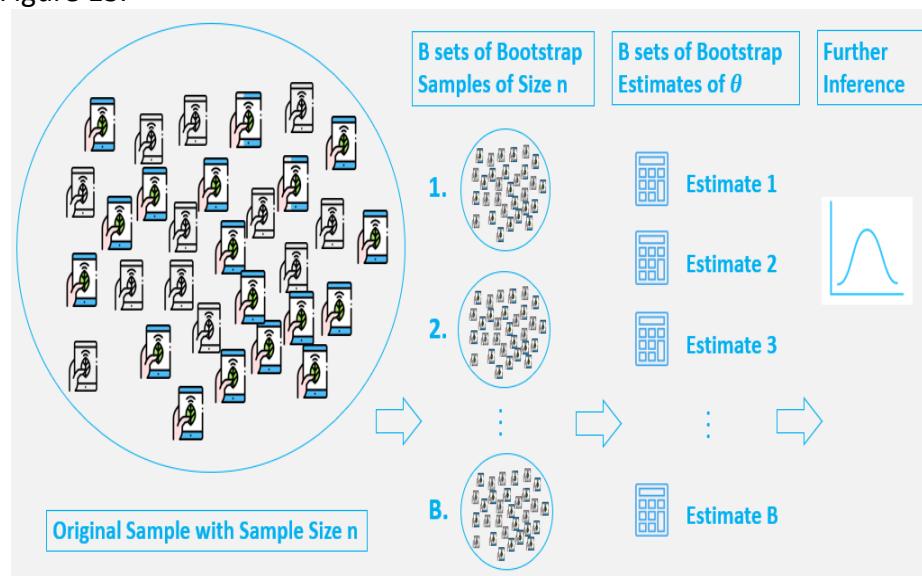 B sets of Bootstrap
Samples of Size n
B sets of Bootstrap
Estimates of θ
Further
Inference
1.
Estimate 1
2.
Estimate 2
Estimate 3
⋮
⋮
B.
Estimate B
Original Sample with Sample Size n